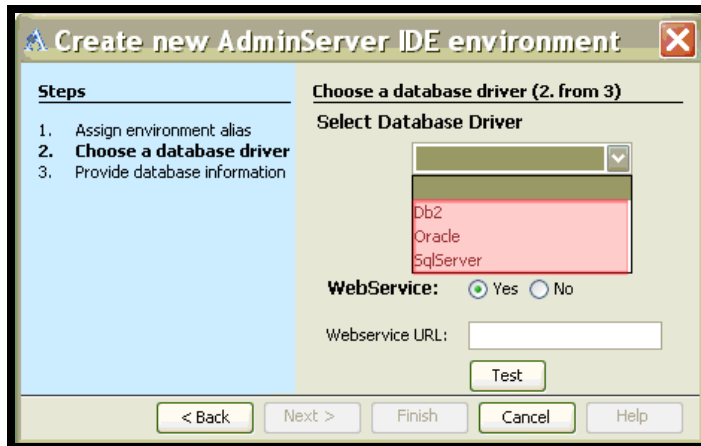 Create new AdminServer IDE environment
Steps
1. Assign environment alias
2. Choose a database driver
3. Provide database information
Choose a database driver (2. from 3)
Select Database Driver
Db2
Oracle
SqlServer
WebService: Yes No
Webservice URL:
Test
< Back Next > Finish Cancel Help